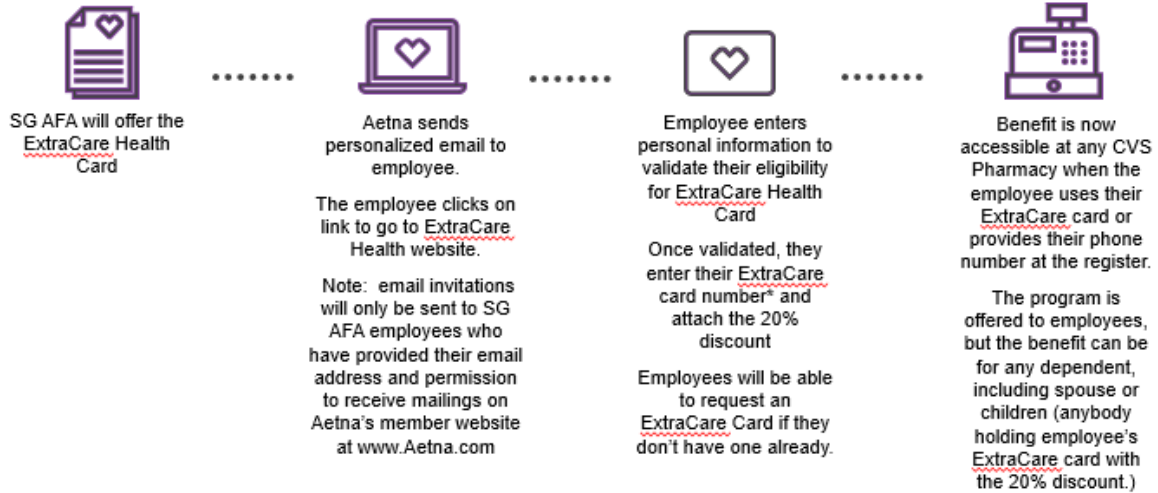 SG AFA will offer the
ExtraCare Health
Card
Aetna sends
personalized email to
employee.
The employee clicks on
link to go to ExtraCare
Health website.
Note:  email invitations
will only be sent to SG
AFA employees who
have provided their email
address and permission
to receive mailings on
Aetna's member website
at www.Aetna.com
Employee enters
personal information to
validate their eligibility
for ExtraCare Health
Card
Once validated, they
enter their ExtraCare
card number* and
attach the 20%
discount
Employees will be able
to request an
ExtraCare Card if they
don't have one already.
Benefit is now
accessible at any CVS
Pharmacy when the
employee uses their
ExtraCare card or
provides their phone
number at the register.
The program is
offered to employees,
but the benefit can be
for any dependent,
including spouse or
children (anybody
holding employee's
ExtraCare card with
the 20% discount.)